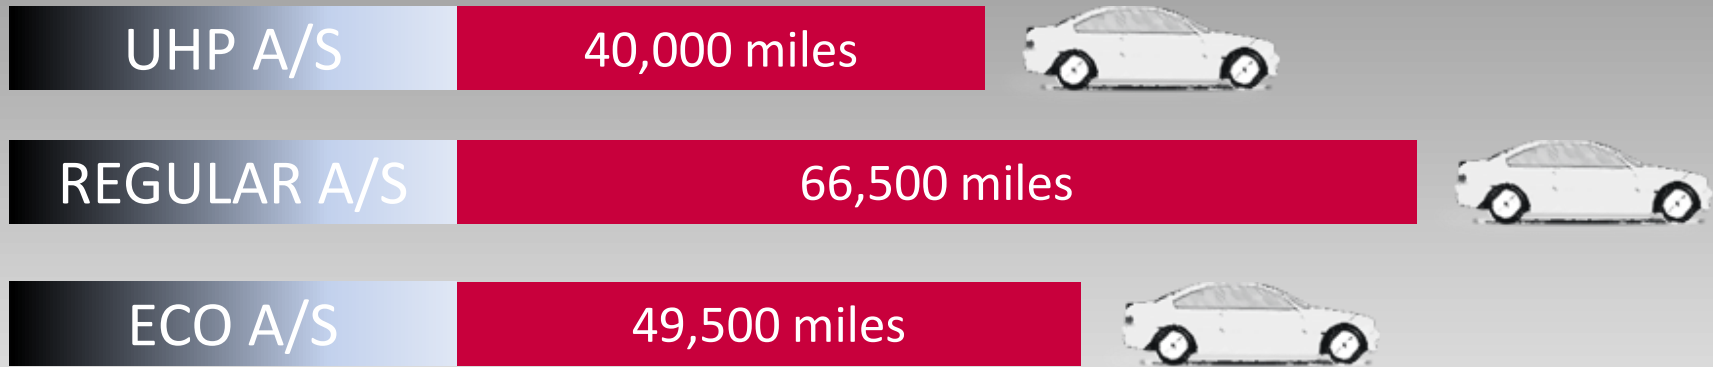 UHP A/S
40,000 miles
REGULAR A/S
66,500 miles
ECO A/S
49,500 miles